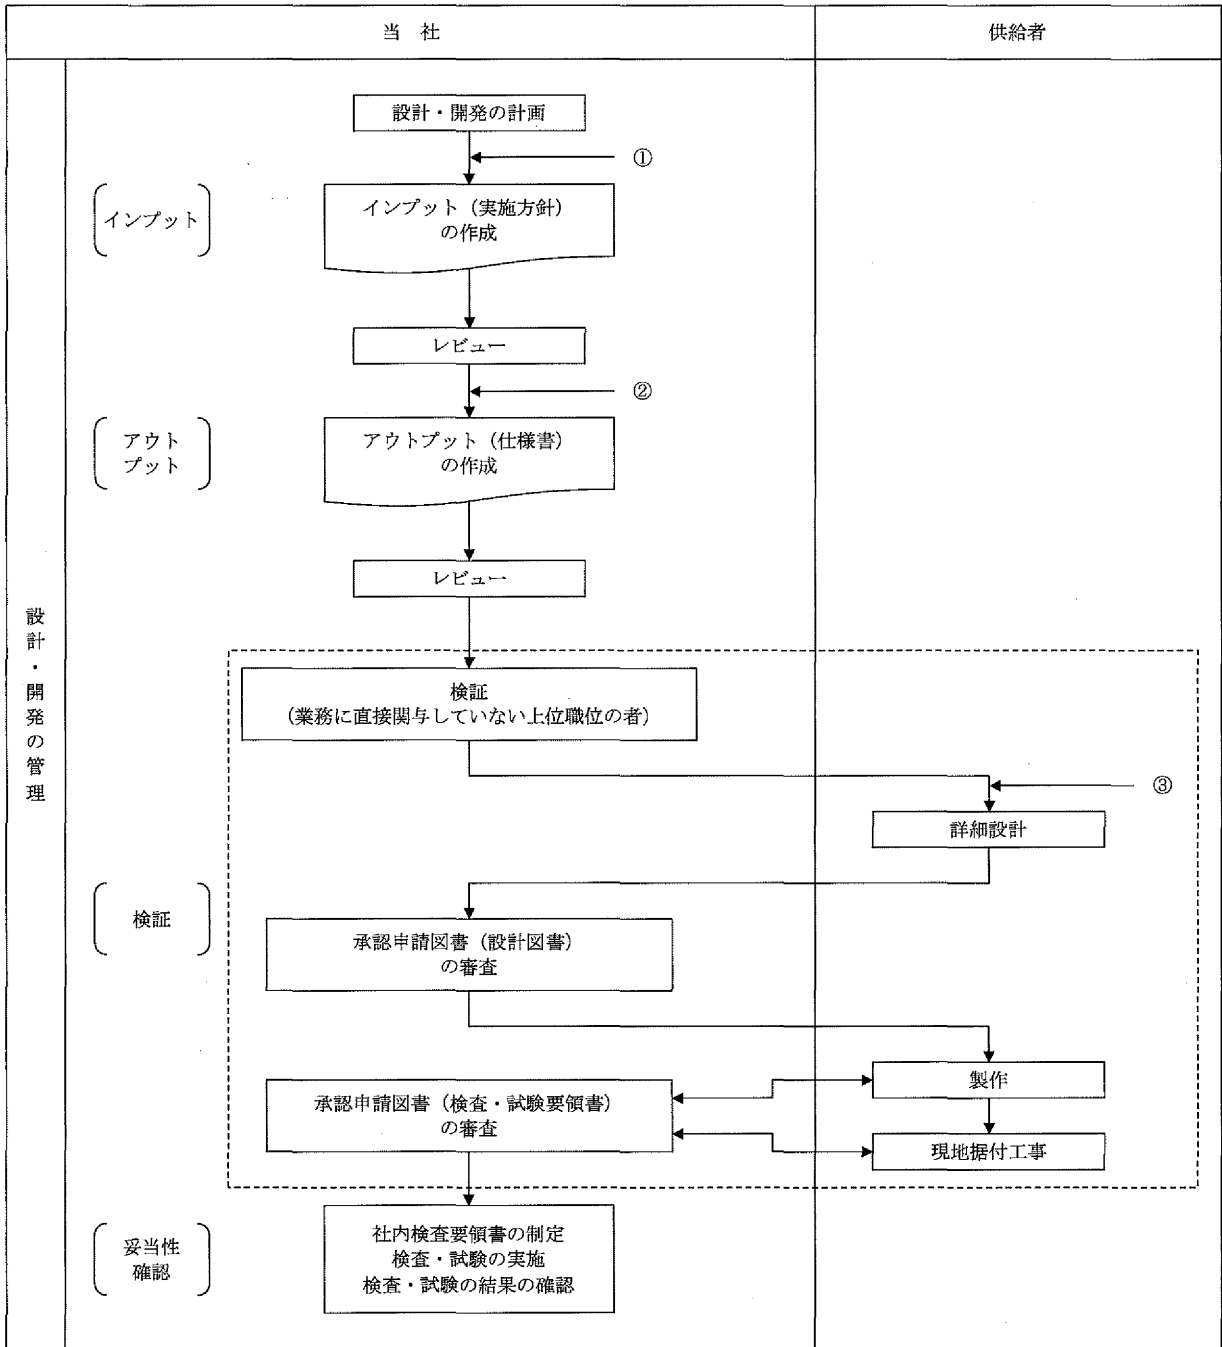 当 社
供給者
設計・開発の計画
①
インプット
インプット（実施方針）
の作成
レビュー
②
アウト
プット
アウトプット（仕様書）
の作成
レビュー
設計・開発の管理
検証
（業務に直接関与していない上位職位の者）
③
詳細設計
検証
承認申請図書（設計図書）
の審査
製作
承認申請図書（検査・試験要領書）
の審査
現地据付工事
妥当性
確認
社内検査要領書の制定
検査・試験の実施
検査・試験の結果の確認